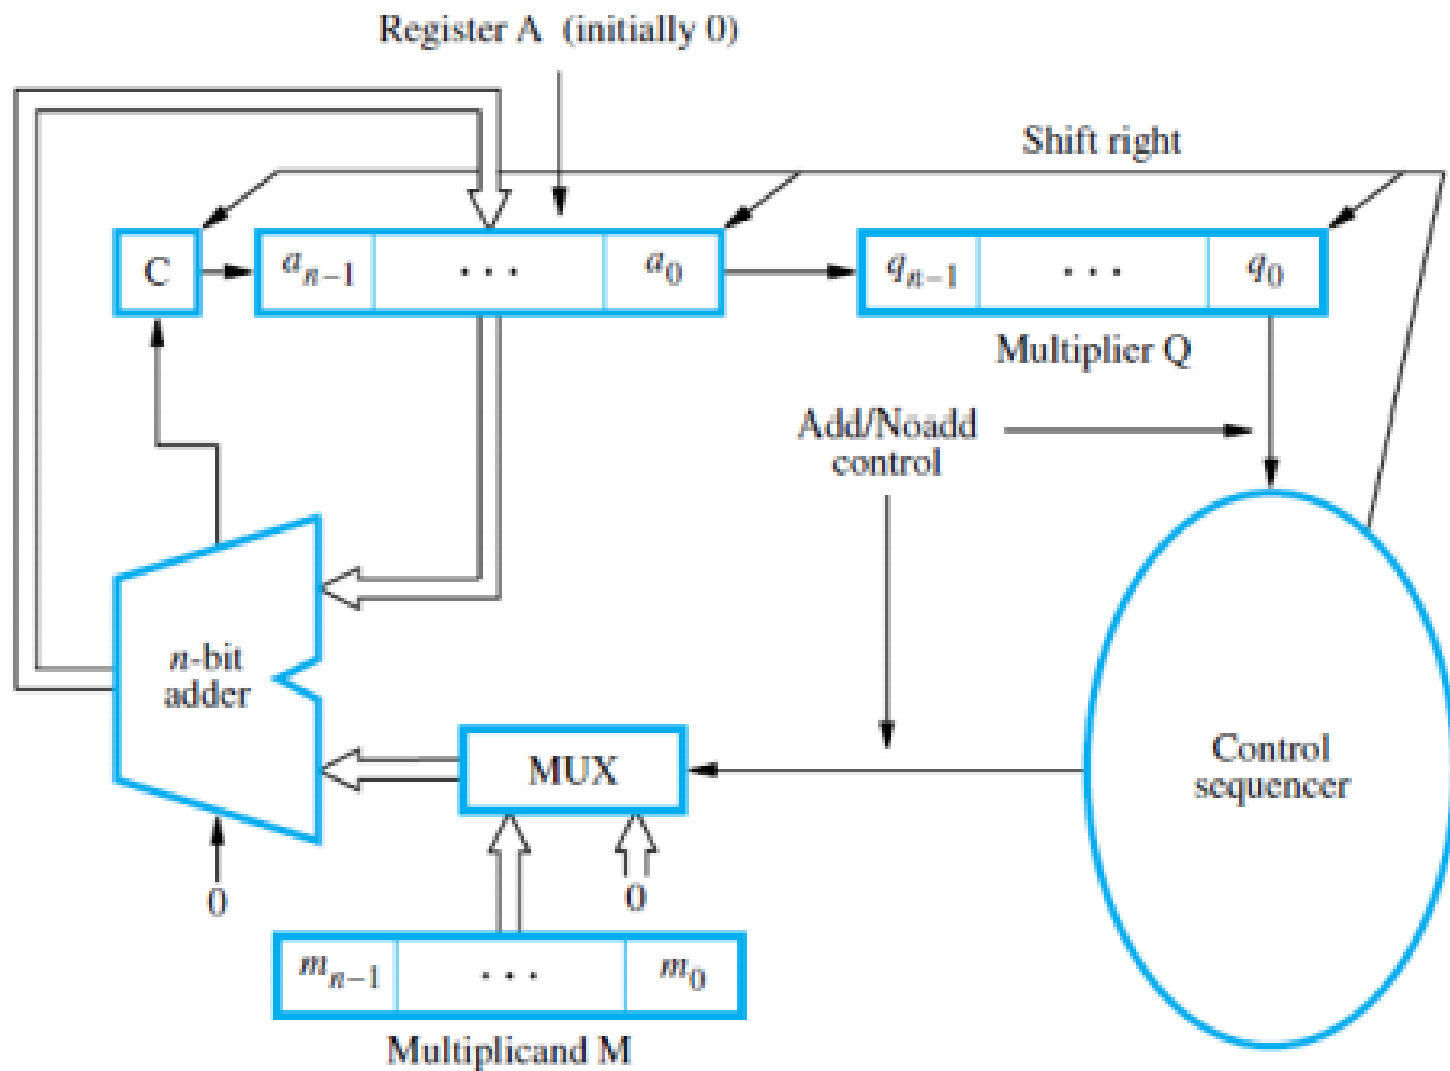 Register A (initially 0)
Shift right
C
a_{n−1} ... a_0
q_{n−1} ... q_0
Multiplier Q
Add/Noadd
control
n-bit
adder
MUX
Control
sequencer
0
0
m_{n−1} ... m_0
Multiplicand M